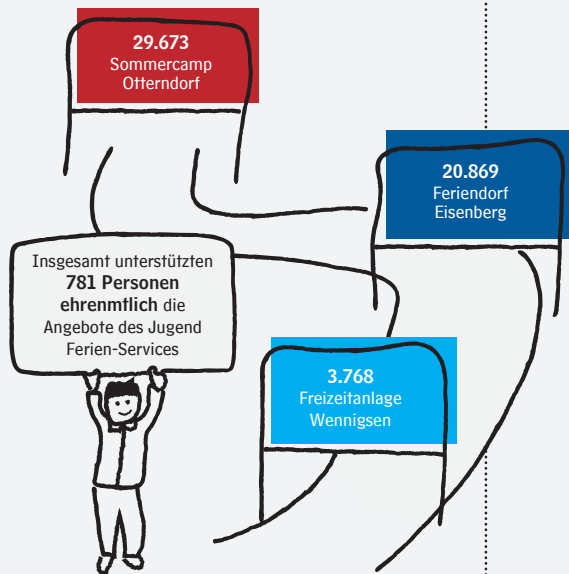 29.673
Sommercamp
Otterndorf
20.869
Feriendorf
Eisenberg
Insgesamt unterstützten
781 Personen
ehrenmtlich die
Angebote des Jugend
Ferien-Services
3.768
Freizeitanlage
Wennigsen